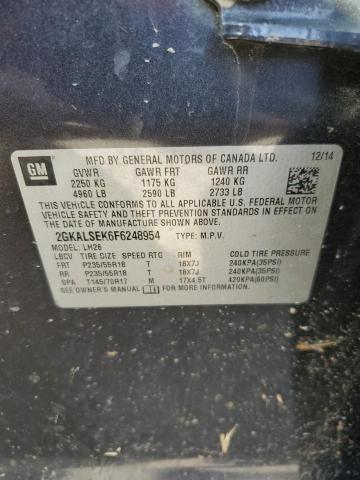 GM
MFD BY GENERAL MOTORS OF CANADA LTD. 12/14
GVWR GAWR FRT GAWR RR
2250 KG 1175 KG 1240 KG
4960 LB 2590 LB 2733 LB
THIS VEHICLE CONFORMS TO ALL APPLICABLE U.S. FEDERAL MOTOR
VEHICLE SAFETY AND THEFT PREVENTION STANDARDS IN EFFECT ON
THE DATE OF MANUFACTURE SHOWN ABOVE.
2GKALSEK6F6248954 TYPE: M.P.V.
LBCV LH26
TIRE SIZE SPEED RTG RIM COLD TIRE PRESSURE
FRT P235/55R18 T 18X7J 240KPA(35PSI)
RR P235/55R18 T 18X7J 240KPA(35PSI)
SPA T145/70R17 M 17X4.5T 420KPA(60PSI)
SEE OWNER'S MANUAL FOR MORE INFORMATION.